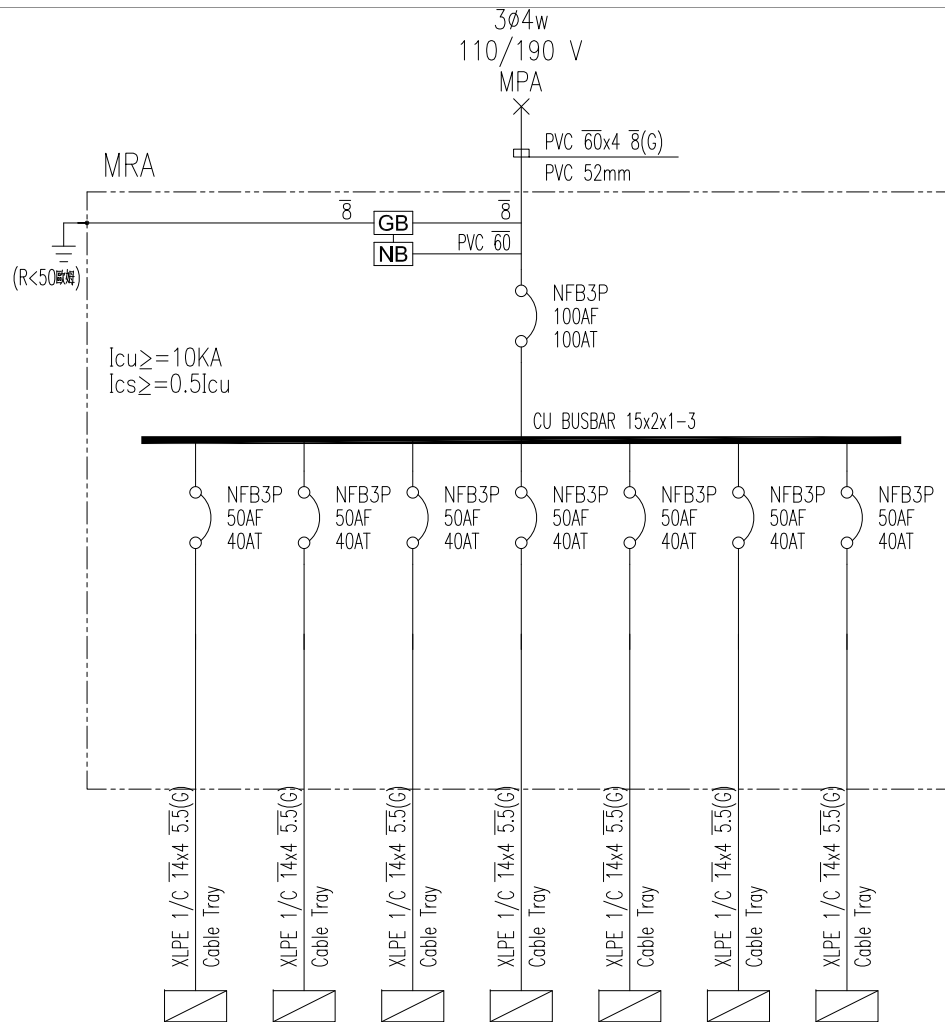 3ø4w
110/190 V
MPA
PVC 60x4 8(G)
PVC 52mm
MRA
8
GB
8
PVC 60
NB
(R<50歐姆)
NFB3P
100AF
100AT
Icu≥=10KA
Ics≥=0.5Icu
CU BUSBAR 15x2x1-3
NFB3P
50AF
40AT
NFB3P
50AF
40AT
NFB3P
50AF
40AT
NFB3P
50AF
40AT
NFB3P
50AF
40AT
NFB3P
50AF
40AT
NFB3P
50AF
40AT
XLPE 1/C 14x4 5.5(G)
Cable Tray
XLPE 1/C 14x4 5.5(G)
Cable Tray
XLPE 1/C 14x4 5.5(G)
Cable Tray
XLPE 1/C 14x4 5.5(G)
Cable Tray
XLPE 1/C 14x4 5.5(G)
Cable Tray
XLPE 1/C 14x4 5.5(G)
Cable Tray
XLPE 1/C 14x4 5.5(G)
Cable Tray